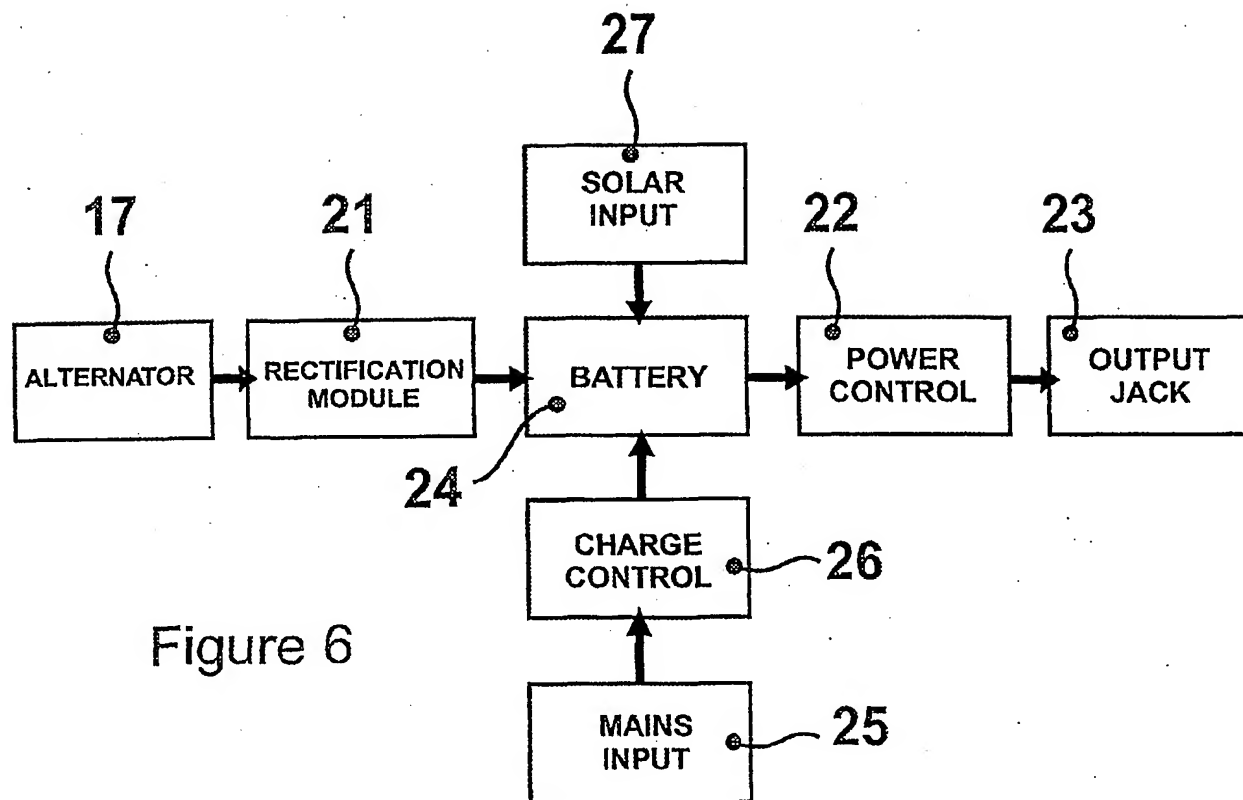 27
SOLAR
INPUT
17
21
22
23
ALTERNATOR
RECTIFICATION
MODULE
BATTERY
POWER
CONTROL
OUTPUT
JACK
24
CHARGE
CONTROL
26
Figure 6
MAINS
INPUT
25